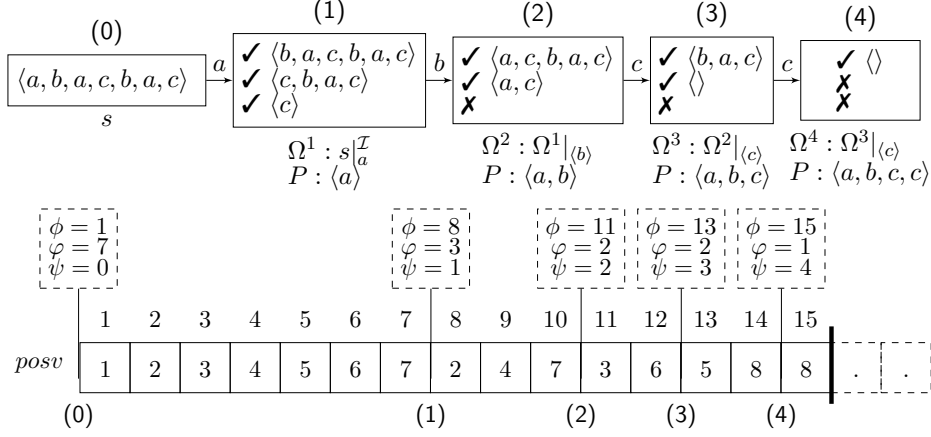 (0) (1) (2) (3) (4)
⟨a, b, a, c, b, a, c⟩
s
a
✓ ⟨b, a, c, b, a, c⟩
✓ ⟨c, b, a, c⟩
✓ ⟨c⟩
Ω¹ : s|ᵃᴵ
P : ⟨a⟩
b
✓ ⟨a, c, b, a, c⟩
✓ ⟨a, c⟩
✗
Ω² : Ω¹|⟨b⟩
P : ⟨a, b⟩
c
✓ ⟨b, a, c⟩
✓ ⟨⟩
✗
Ω³ : Ω²|⟨c⟩
P : ⟨a, b, c⟩
c
✓ ⟨⟩
✗
✗
Ω⁴ : Ω³|⟨c⟩
P : ⟨a, b, c, c⟩
ϕ = 1
φ = 7
ψ = 0
ϕ = 8
φ = 3
ψ = 1
ϕ = 11
φ = 2
ψ = 2
ϕ = 13
φ = 2
ψ = 3
ϕ = 15
φ = 1
ψ = 4
1 2 3 4 5 6 7 8 9 10 11 12 13 14 15
posv 1 2 3 4 5 6 7 2 4 7 3 6 5 8 8 . .
(0) (1) (2) (3) (4)